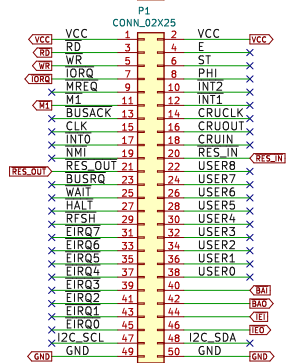 P1
CONN_02X25
VCC VCC 1 2 VCC VCC
RD RD 3 4 E
WR WR 5 6 ST
IORQ IORQ 7 8 PHI
MREQ 9 10 INT2
M1 M1 11 12 INT1
BUSACK 13 14 CRUCLK
CLK 15 16 CRUOUT
INT0 17 18 CRUIN
NMI 19 20 RES_IN RES_IN
RES_OUT RES_OUT 21 22 USER8
BUSRQ 23 24 USER7
WAIT 25 26 USER6
HALT 27 28 USER5
RFSH 29 30 USER4
EIRQ7 31 32 USER3
EIRQ6 33 34 USER2
EIRQ5 35 36 USER1
EIRQ4 37 38 USER0
EIRQ3 39 40 BAI
EIRQ2 41 42 BAO
EIRQ1 43 44 IEI
EIRQ0 45 46 IEO
I2C_SCL 47 48 I2C_SDA
GND GND 49 50 GND GND